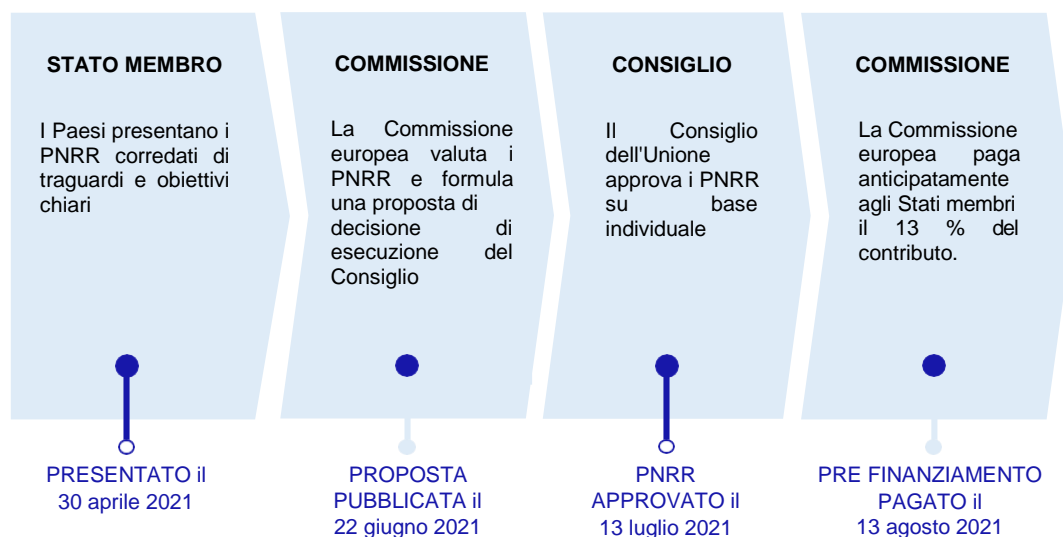 STATO MEMBRO
I Paesi presentano i
PNRR corredati di
traguardi e obiettivi
chiari
PRESENTATO il
30 aprile 2021
COMMISSIONE
La Commissione
europea valuta i
PNRR e formula
una proposta di
decisione di
esecuzione del
Consiglio
PROPOSTA
PUBBLICATA il
22 giugno 2021
CONSIGLIO
Il Consiglio
dell'Unione
approva i PNRR
su base
individuale
PNRR
APPROVATO il
13 luglio 2021
COMMISSIONE
La Commissione
europea paga
anticipatamente
agli Stati membri
il 13 % del
contributo.
PRE FINANZIAMENTO
PAGATO il
13 agosto 2021